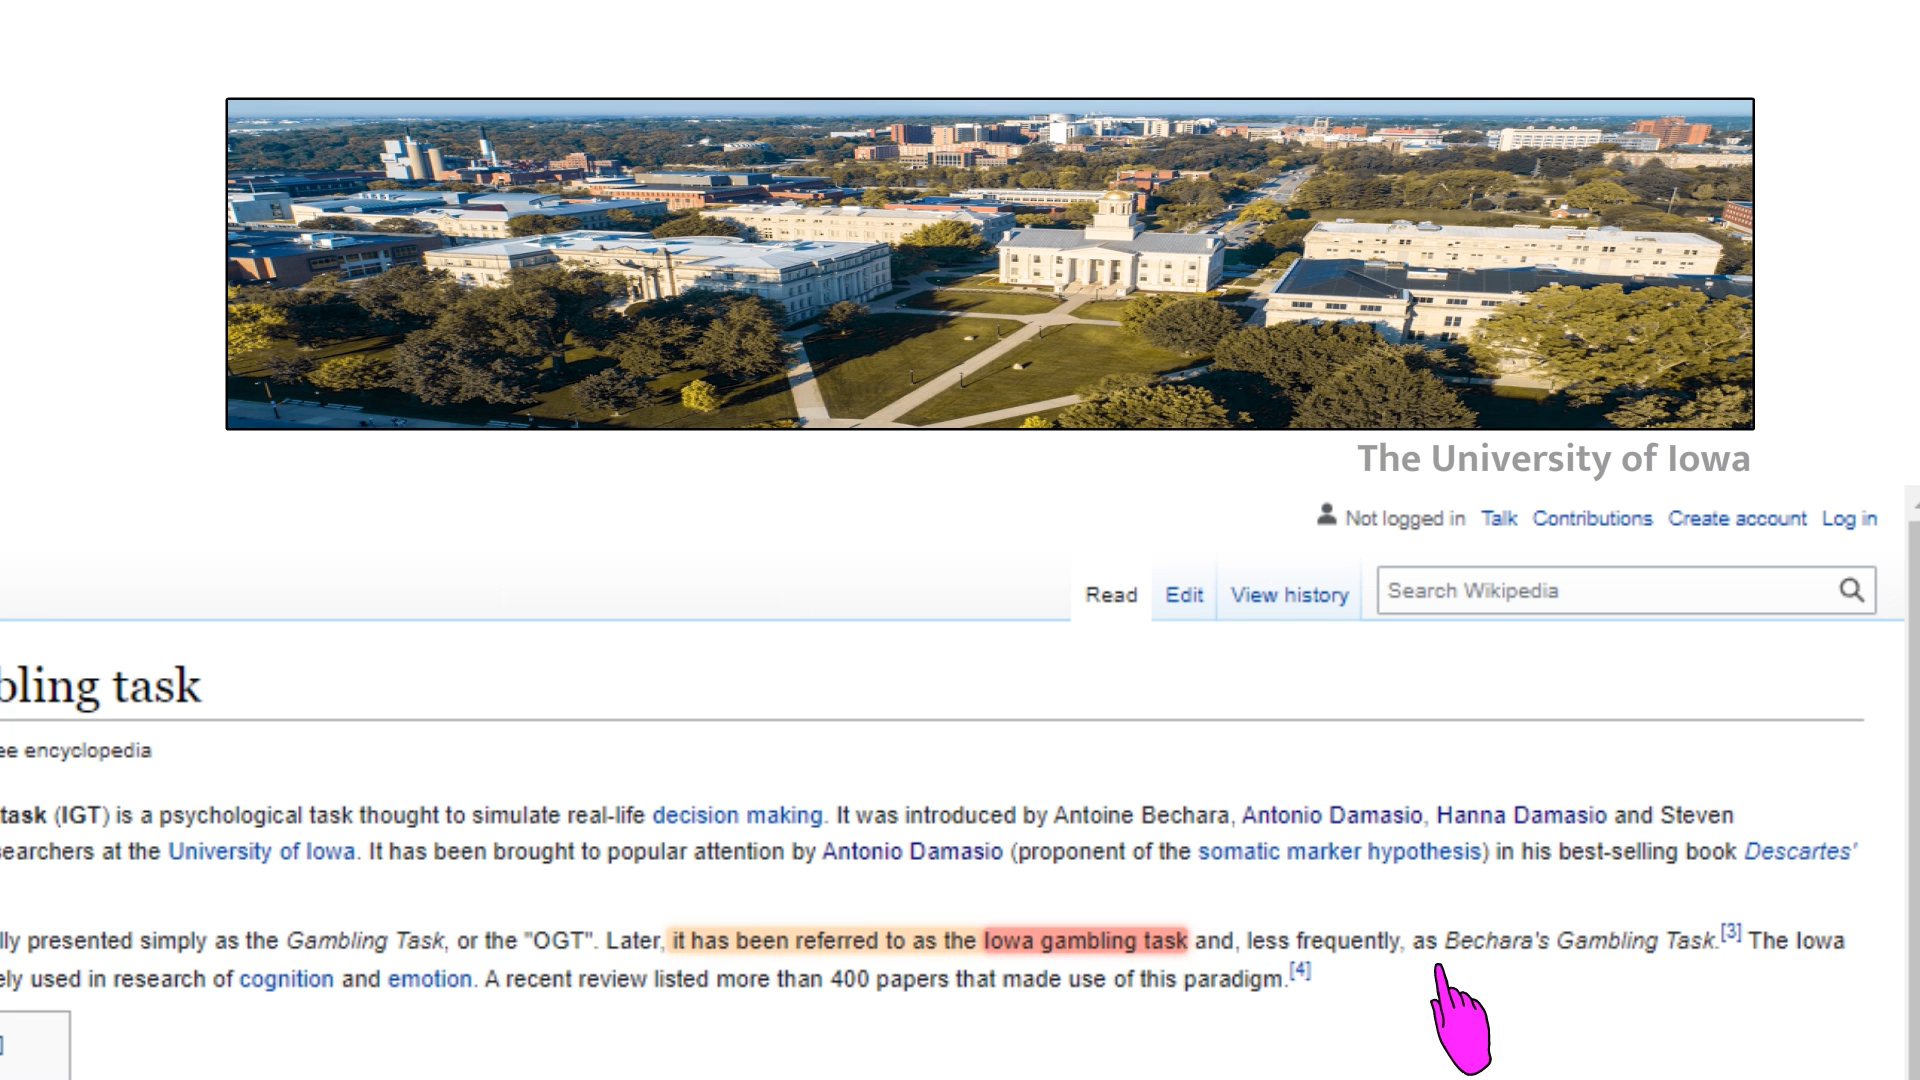 The University of Iowa
Not logged in Talk Contributions Create account Log in
Read Edit View history Search Wikipedia
bling task
ee encyclopedia
task (IGT) is a psychological task thought to simulate real-life decision making. It was introduced by Antoine Bechara, Antonio Damasio, Hanna Damasio and Steven
searchers at the University of Iowa. It has been brought to popular attention by Antonio Damasio (proponent of the somatic marker hypothesis) in his best-selling book Descartes'
lly presented simply as the Gambling Task, or the "OGT". Later, it has been referred to as the Iowa gambling task and, less frequently, as Bechara's Gambling Task.[3] The Iowa
ely used in research of cognition and emotion. A recent review listed more than 400 papers that made use of this paradigm.[4]
]